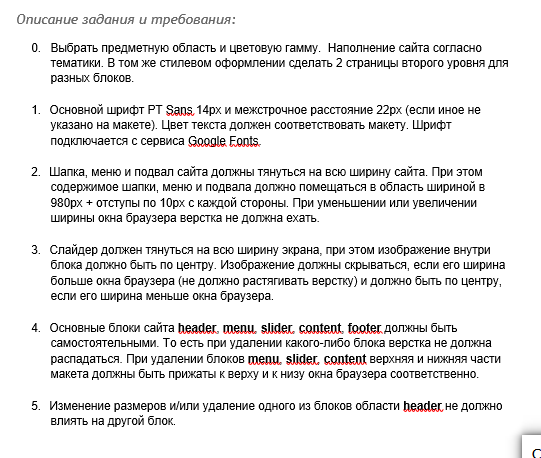 Описание задания и требования:
0. Выбрать предметную область и цветовую гамму. Наполнение сайта согласно
тематики. В том же стилевом оформлении сделать 2 страницы второго уровня для
разных блоков.
1. Основной шрифт PT Sans 14px и межстрочное расстояние 22px (если иное не
указано на макете). Цвет текста должен соответствовать макету. Шрифт
подключается с сервиса Google Fonts.
2. Шапка, меню и подвал сайта должны тянуться на всю ширину сайта. При этом
содержимое шапки, меню и подвала должно помещаться в область шириной в
980px + отступы по 10px с каждой стороны. При уменьшении или увеличении
ширины окна браузера верстка не должна ехать.
3. Слайдер должен тянуться на всю ширину экрана, при этом изображение внутри
блока должно быть по центру. Изображение должны скрываться, если его ширина
больше окна браузера (не должно растягивать верстку) и должно быть по центру,
если его ширина меньше окна браузера.
4. Основные блоки сайта header, menu, slider, content, footer должны быть
самостоятельными. То есть при удалении какого-либо блока верстка не должна
распадаться. При удалении блоков menu, slider, content верхняя и нижняя части
макета должны быть прижаты к верху и к низу окна браузера соответственно.
5. Изменение размеров и/или удаление одного из блоков области header не должно
влиять на другой блок.